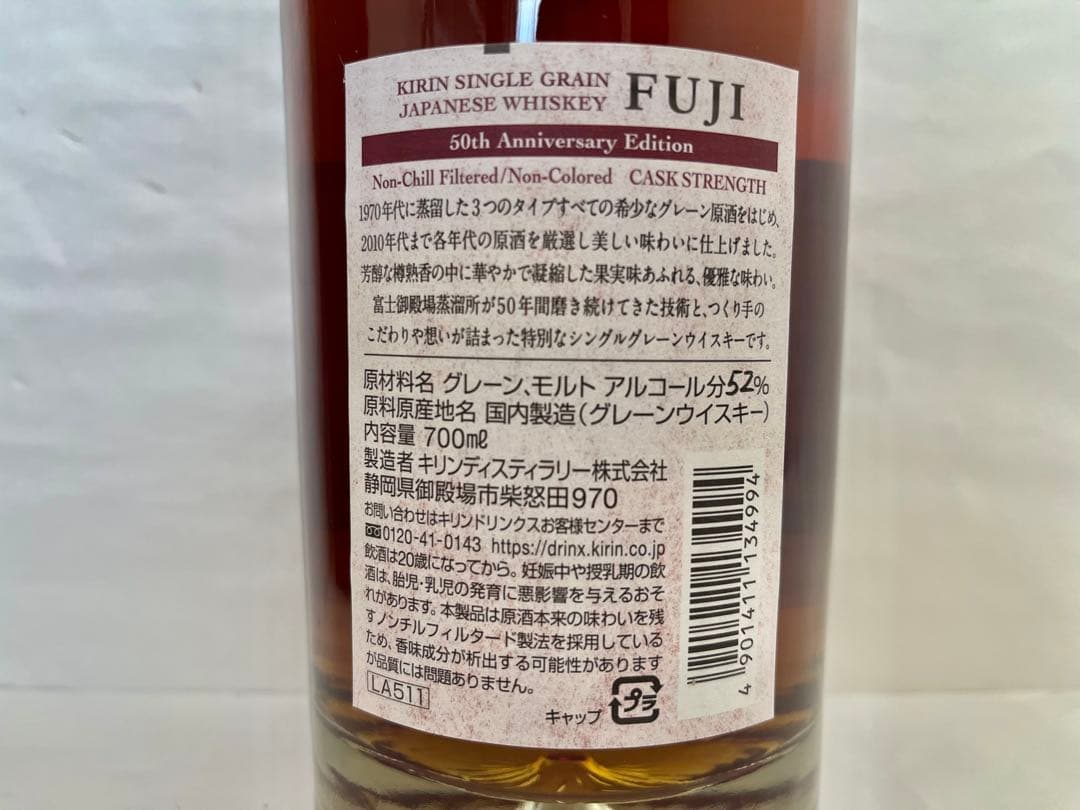 KIRIN SINGLE GRAIN
JAPANESE WHISKEY FUJI
50th Anniversary Edition
Non-Chill Filtered/Non-Colored CASK STRENGTH
1970年代に蒸留した3つのタイプすべての希少なグレーン原酒をはじめ、
2010年代まで各年代の原酒を厳選し美しい味わいに仕上げました。
芳醇な樽熟香の中に華やかで凝縮した果実味あふれる、優雅な味わい。
富士御殿場蒸溜所が50年間磨き続けてきた技術と、つくり手の
こだわりや想いが詰まった特別なシングルグレーンウイスキーです。
原材料名 グレーン、モルト アルコール分52%
原料原産地名 国内製造(グレーンウイスキー)
内容量 700㎖
製造者 キリンディスティラリー株式会社
静岡県御殿場市柴怒田970
お問い合わせはキリンドリンクスお客様センターまで
0120-41-0143 https://drinx.kirin.co.jp
飲酒は20歳になってから。妊娠中や授乳期の飲
酒は、胎児・乳児の発育に悪影響を与えるおそ
れがあります。本製品は原酒本来の味わいを残
すノンチルフィルタード製法を採用している
ため、香味成分が析出する可能性があります
が品質には問題ありません。
LA511
キャップ プラ
4 901411 134994